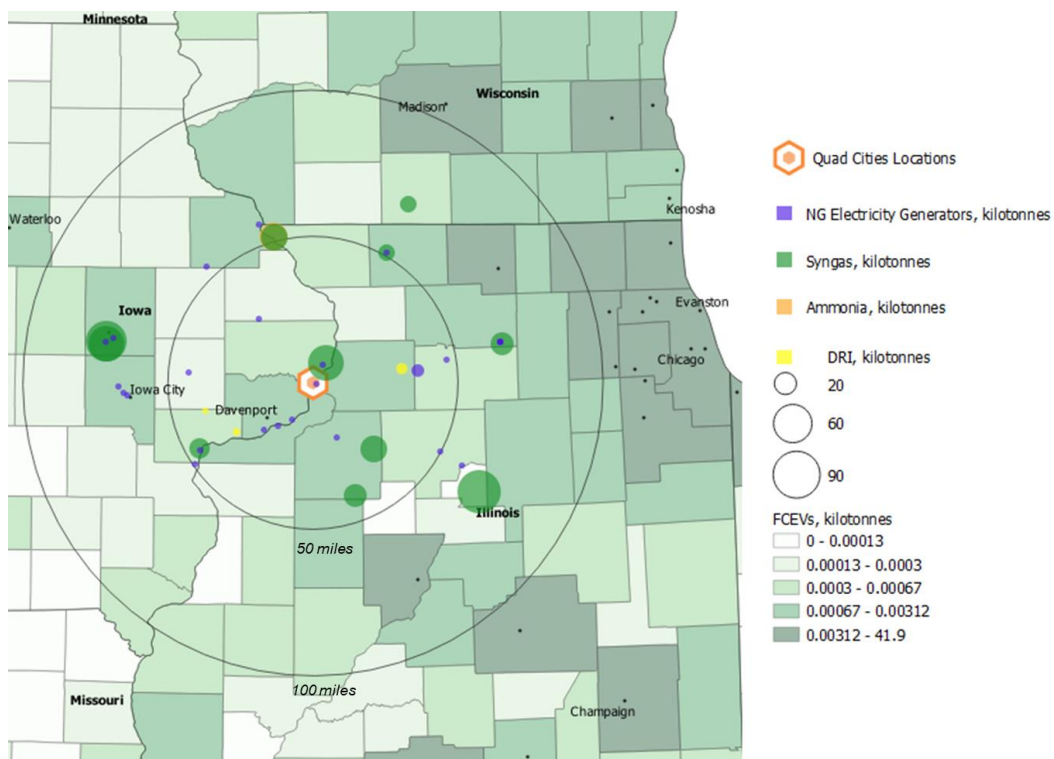 Minnesota
Madison
Wisconsin
Waterloo
Kenosha
Iowa
Evanston
Chicago
Iowa City
Davenport
Illinois
50 miles
100 miles
Missouri
Champaign
Quad Cities Locations
NG Electricity Generators, kilotonnes
Syngas, kilotonnes
Ammonia, kilotonnes
DRI, kilotonnes
20
60
90
FCEVs, kilotonnes
0 - 0.00013
0.00013 - 0.0003
0.0003 - 0.00067
0.00067 - 0.00312
0.00312 - 41.9